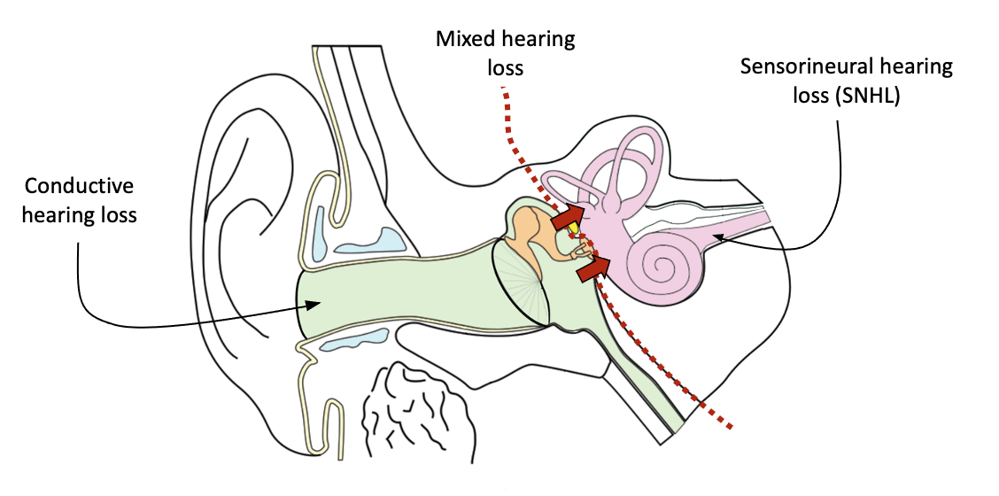 Mixed hearing
loss
Sensorineural hearing
loss (SNHL)
Conductive
hearing loss